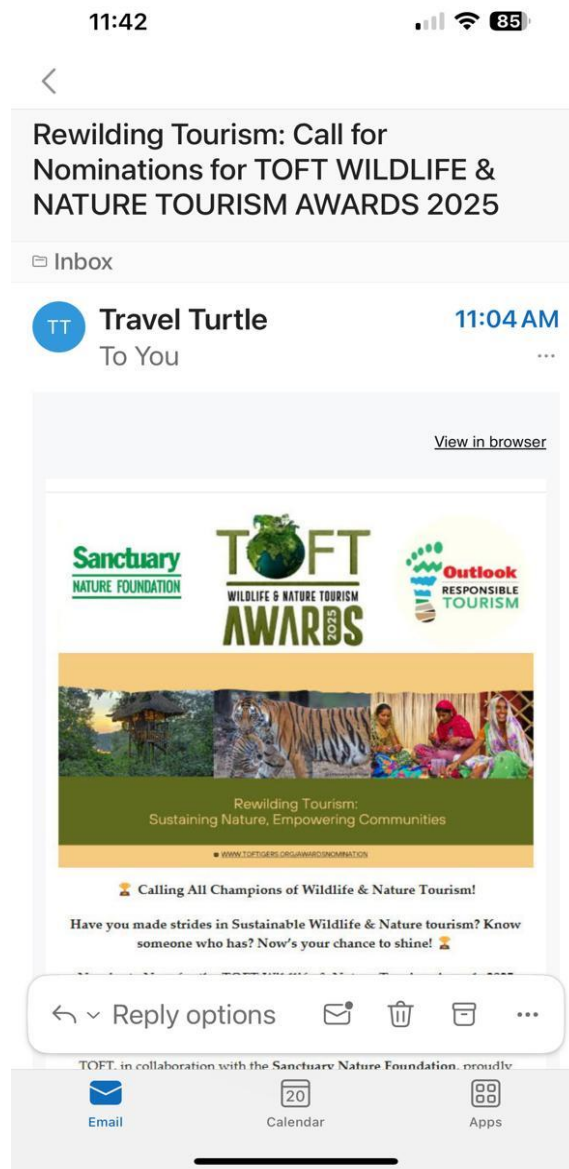 11:42
85
Rewilding Tourism: Call for
Nominations for TOFT WILDLIFE &
NATURE TOURISM AWARDS 2025
Inbox
TT
Travel Turtle
11:04 AM
To You
View in browser
Sanctuary
NATURE FOUNDATION
TOFT
WILDLIFE & NATURE TOURISM
AWARDS
2025
Outlook
RESPONSIBLE
TOURISM
Rewilding Tourism:
Sustaining Nature, Empowering Communities
WWW.TOFTIGERS.ORG/AWARDSNOMINATION
Calling All Champions of Wildlife & Nature Tourism!
Have you made strides in Sustainable Wildlife & Nature tourism? Know
someone who has? Now's your chance to shine!
Reply options
TOFT, in collaboration with the Sanctuary Nature Foundation, proudly
20
Email
Calendar
Apps